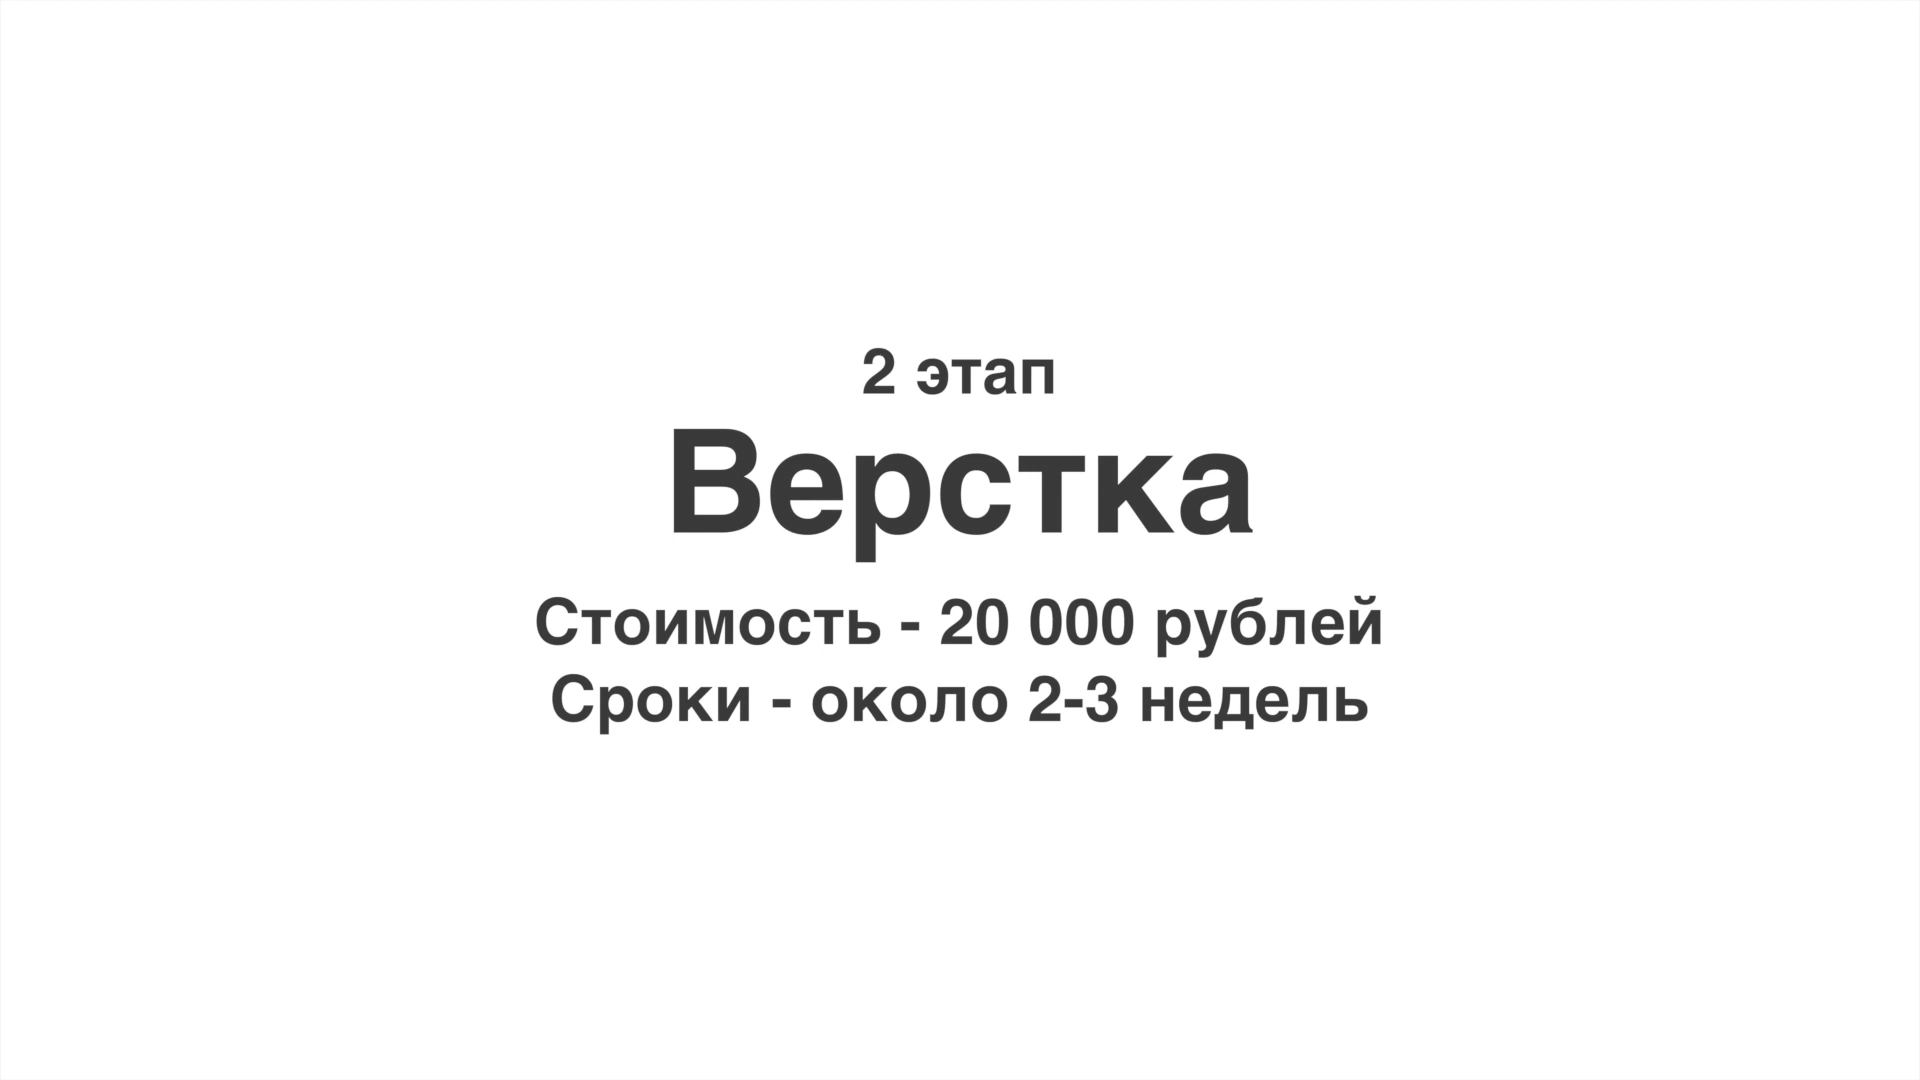 2 этап
Верстка
Стоимость - 20 000 рублей
Сроки - около 2-3 недель